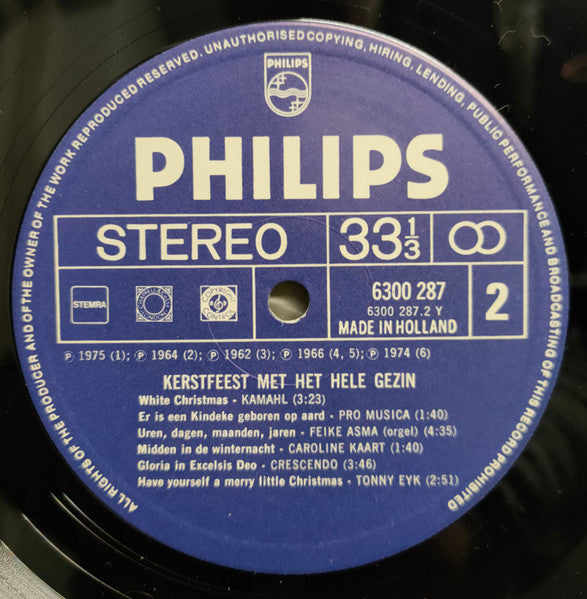 ALL RIGHTS OF THE PRODUCER AND OF THE OWNER OF THE WORK REPRODUCED RESERVED. UNAUTHORISED COPYING, HIRING, LENDING, PUBLIC PERFORMANCE AND BROADCASTING OF THIS RECORD PROHIBITED
PHILIPS
PHILIPS
STEREO
33 1/3
STEMRA
COPYRIGHT CONTROL
6300 287
6300 287.2 Y
MADE IN HOLLAND
2
Ⓟ 1975 (1); Ⓟ 1964 (2); Ⓟ 1962 (3); Ⓟ 1966 (4, 5); Ⓟ 1974 (6)
KERSTFEEST MET HET HELE GEZIN
White Christmas - KAMAHL (3:23)
Er is een Kindeke geboren op aard - PRO MUSICA (1:40)
Uren, dagen, maanden, jaren - FEIKE ASMA (orgel) (4:35)
Midden in de winternacht - CAROLINE KAART (1:40)
Gloria in Excelsis Deo - CRESCENDO (3:46)
Have yourself a merry little Christmas - TONNY EYK (2:51)